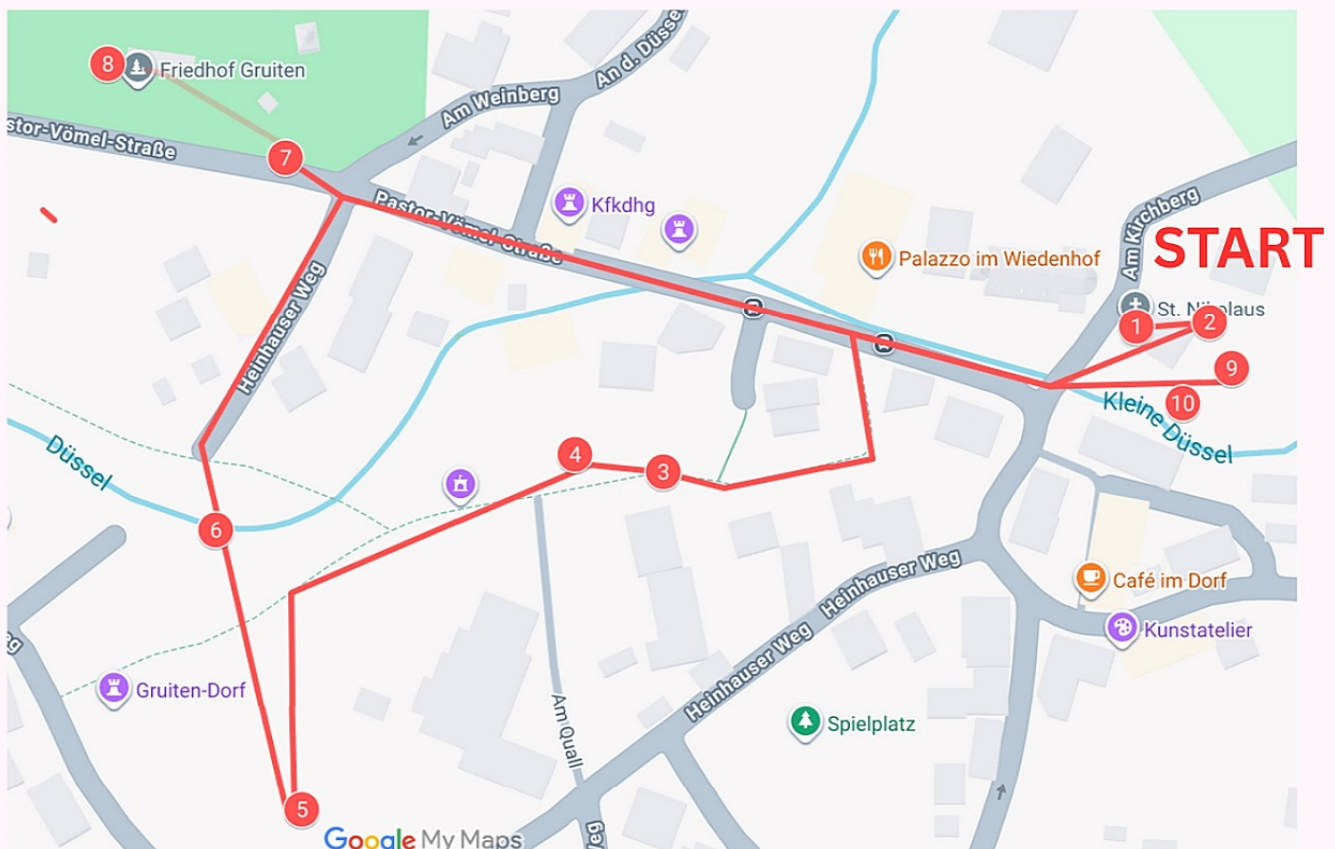 8
Friedhof Gruiten
An d. Düssel
Am Weinberg
←
stor-Vömel-Straße
7
Pastor-Vömel-Straße
Kfkdhg
Am Kirchberg
START
Palazzo im Wiedenhof
St. Nikolaus
1
2
Heinhauser Weg
9
10
Kleine Düssel
Düssel
4
3
6
Heinhauser Weg
Café im Dorf
Kunstatelier
Heinhauser Weg
Gruiten-Dorf
Spielplatz
Am Quall
5
Google My Maps